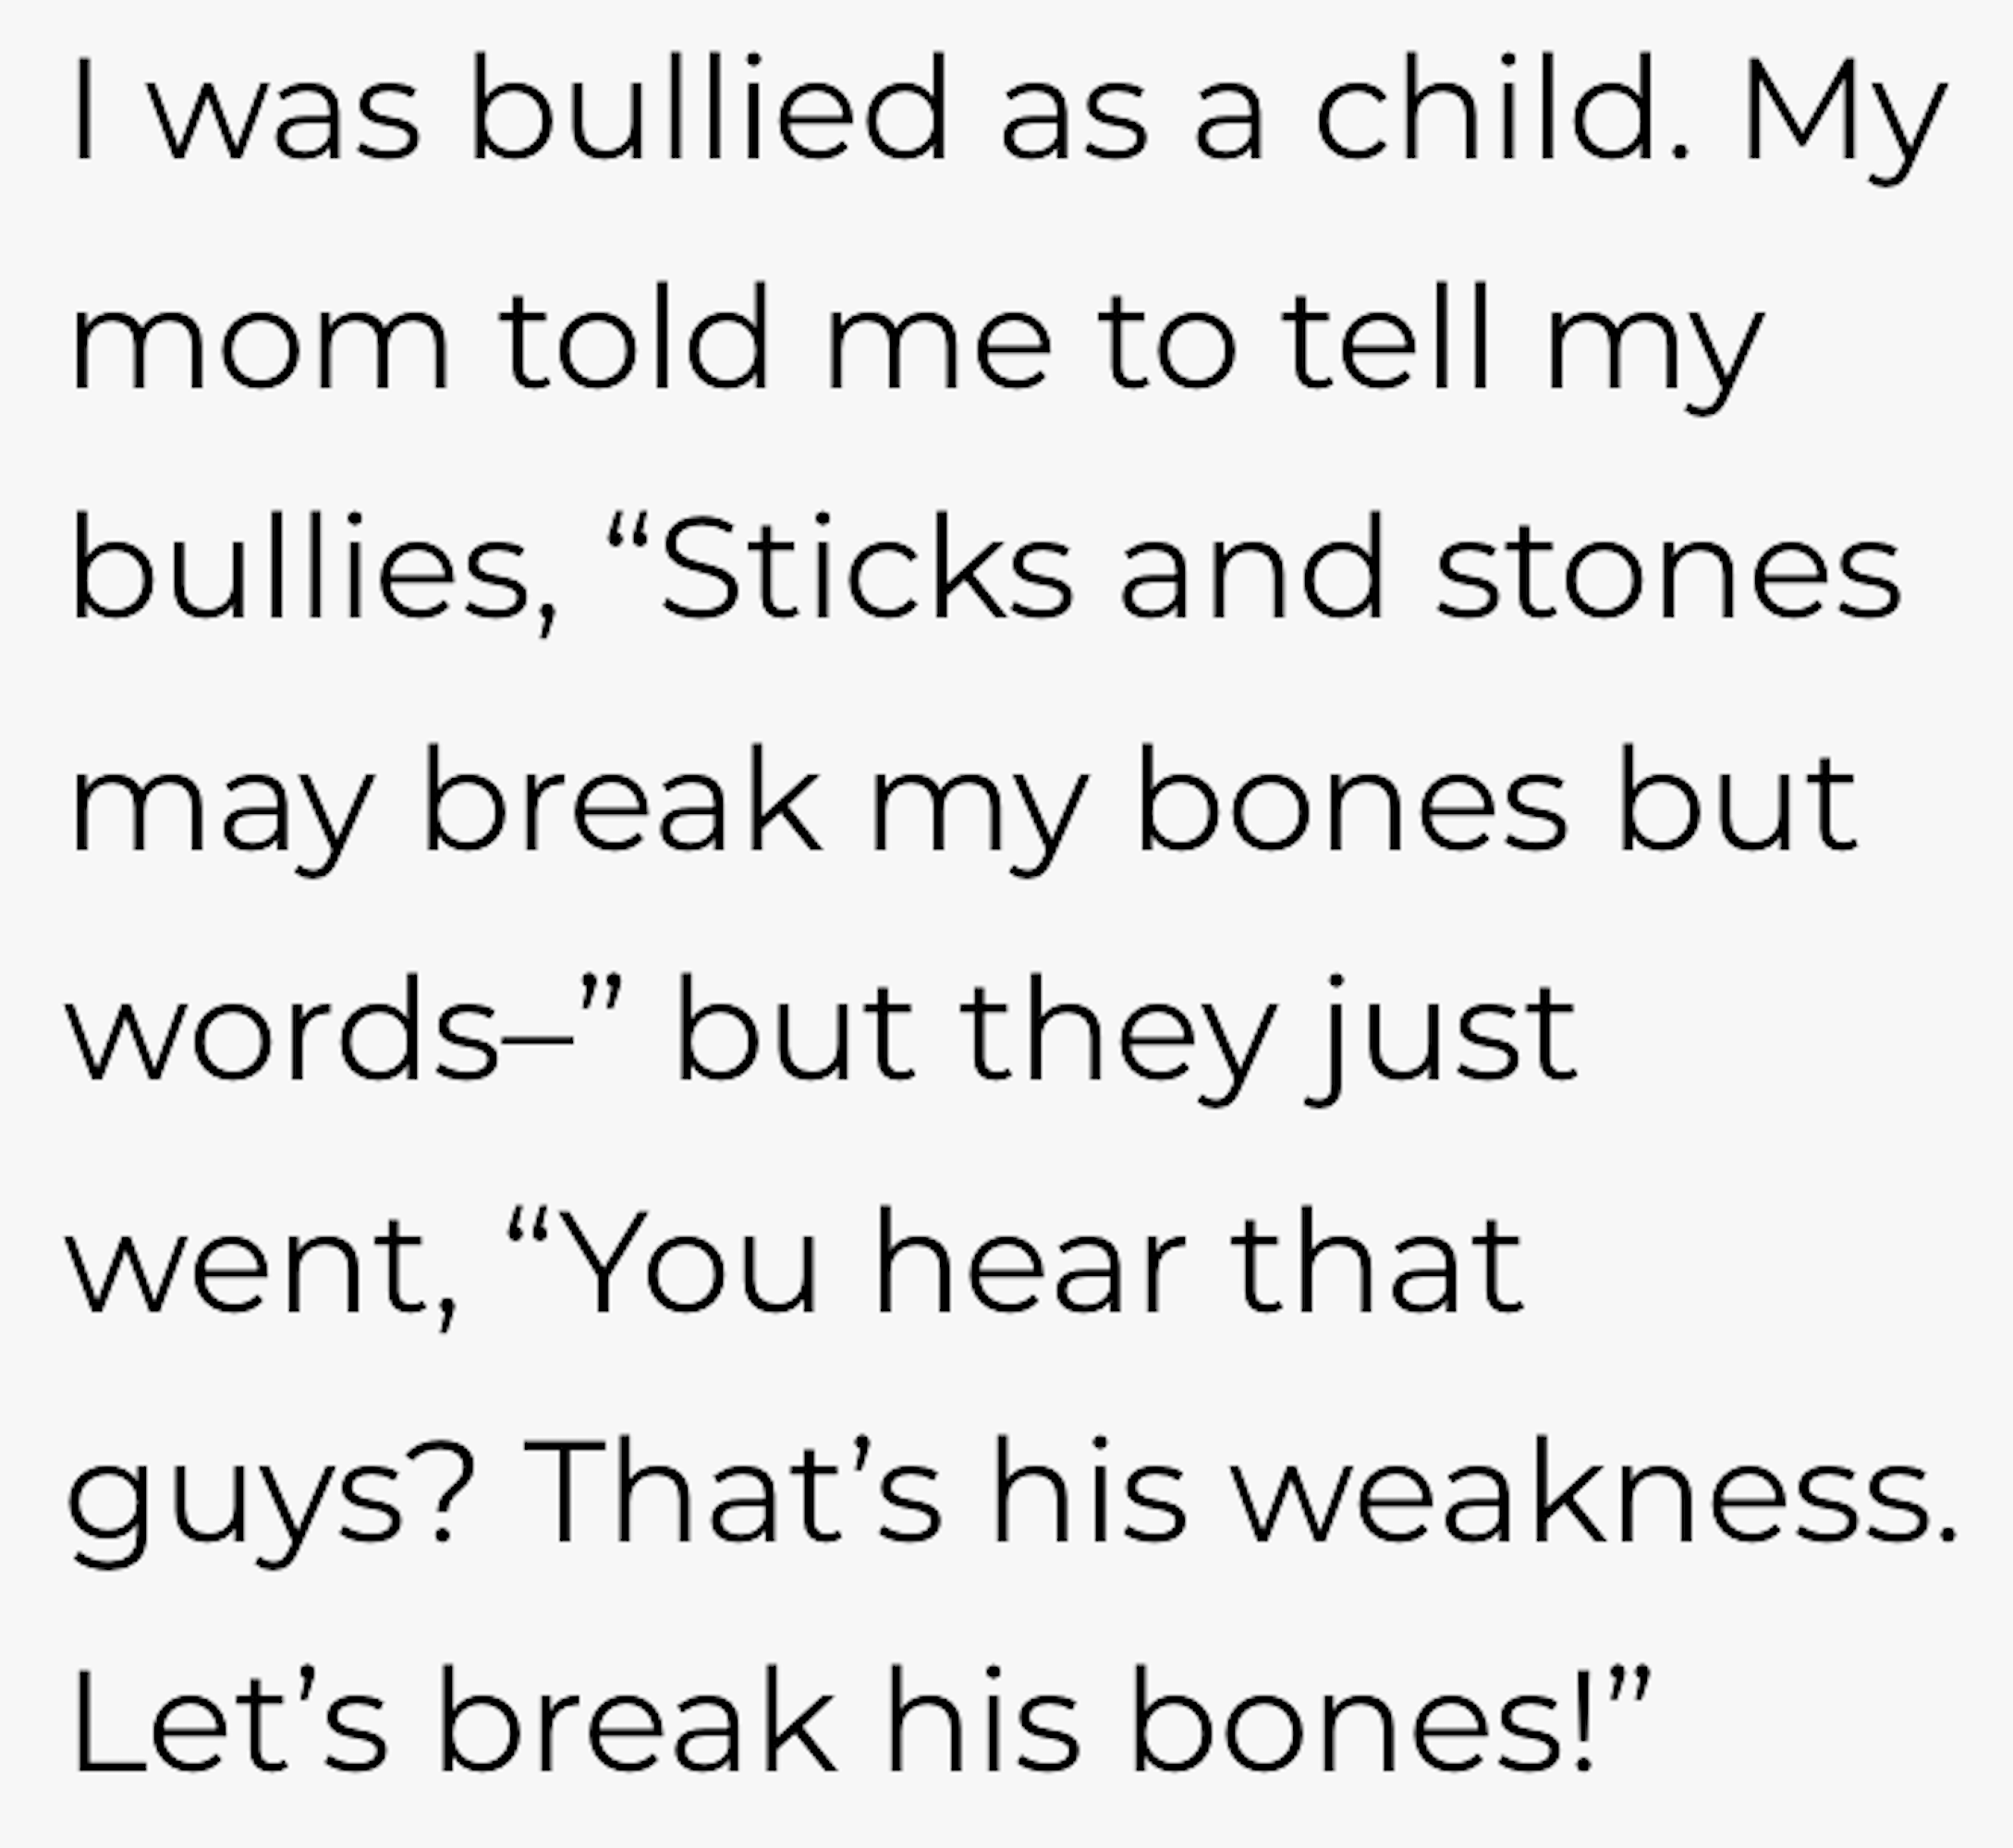 I was bullied as a child. My
mom told me to tell my
bullies, “Sticks and stones
may break my bones but
words–” but they just
went, “You hear that
guys? That’s his weakness.
Let’s break his bones!”